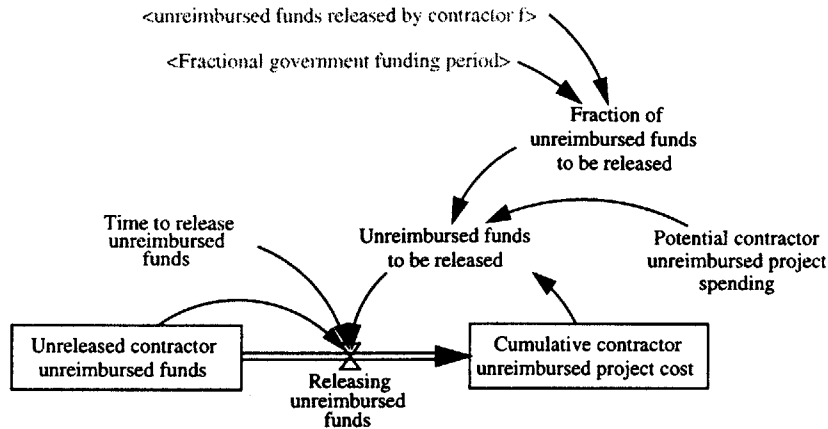 <unreimbursed funds released by contractor f>
<Fractional government funding period>
Fraction of
unreimbursed funds
to be released
Time to release
unreimbursed
funds
Unreimbursed funds
to be released
Potential contractor
unreimbursed project
spending
Unreleased contractor
unreimbursed funds
Releasing
unreimbursed
funds
Cumulative contractor
unreimbursed project cost